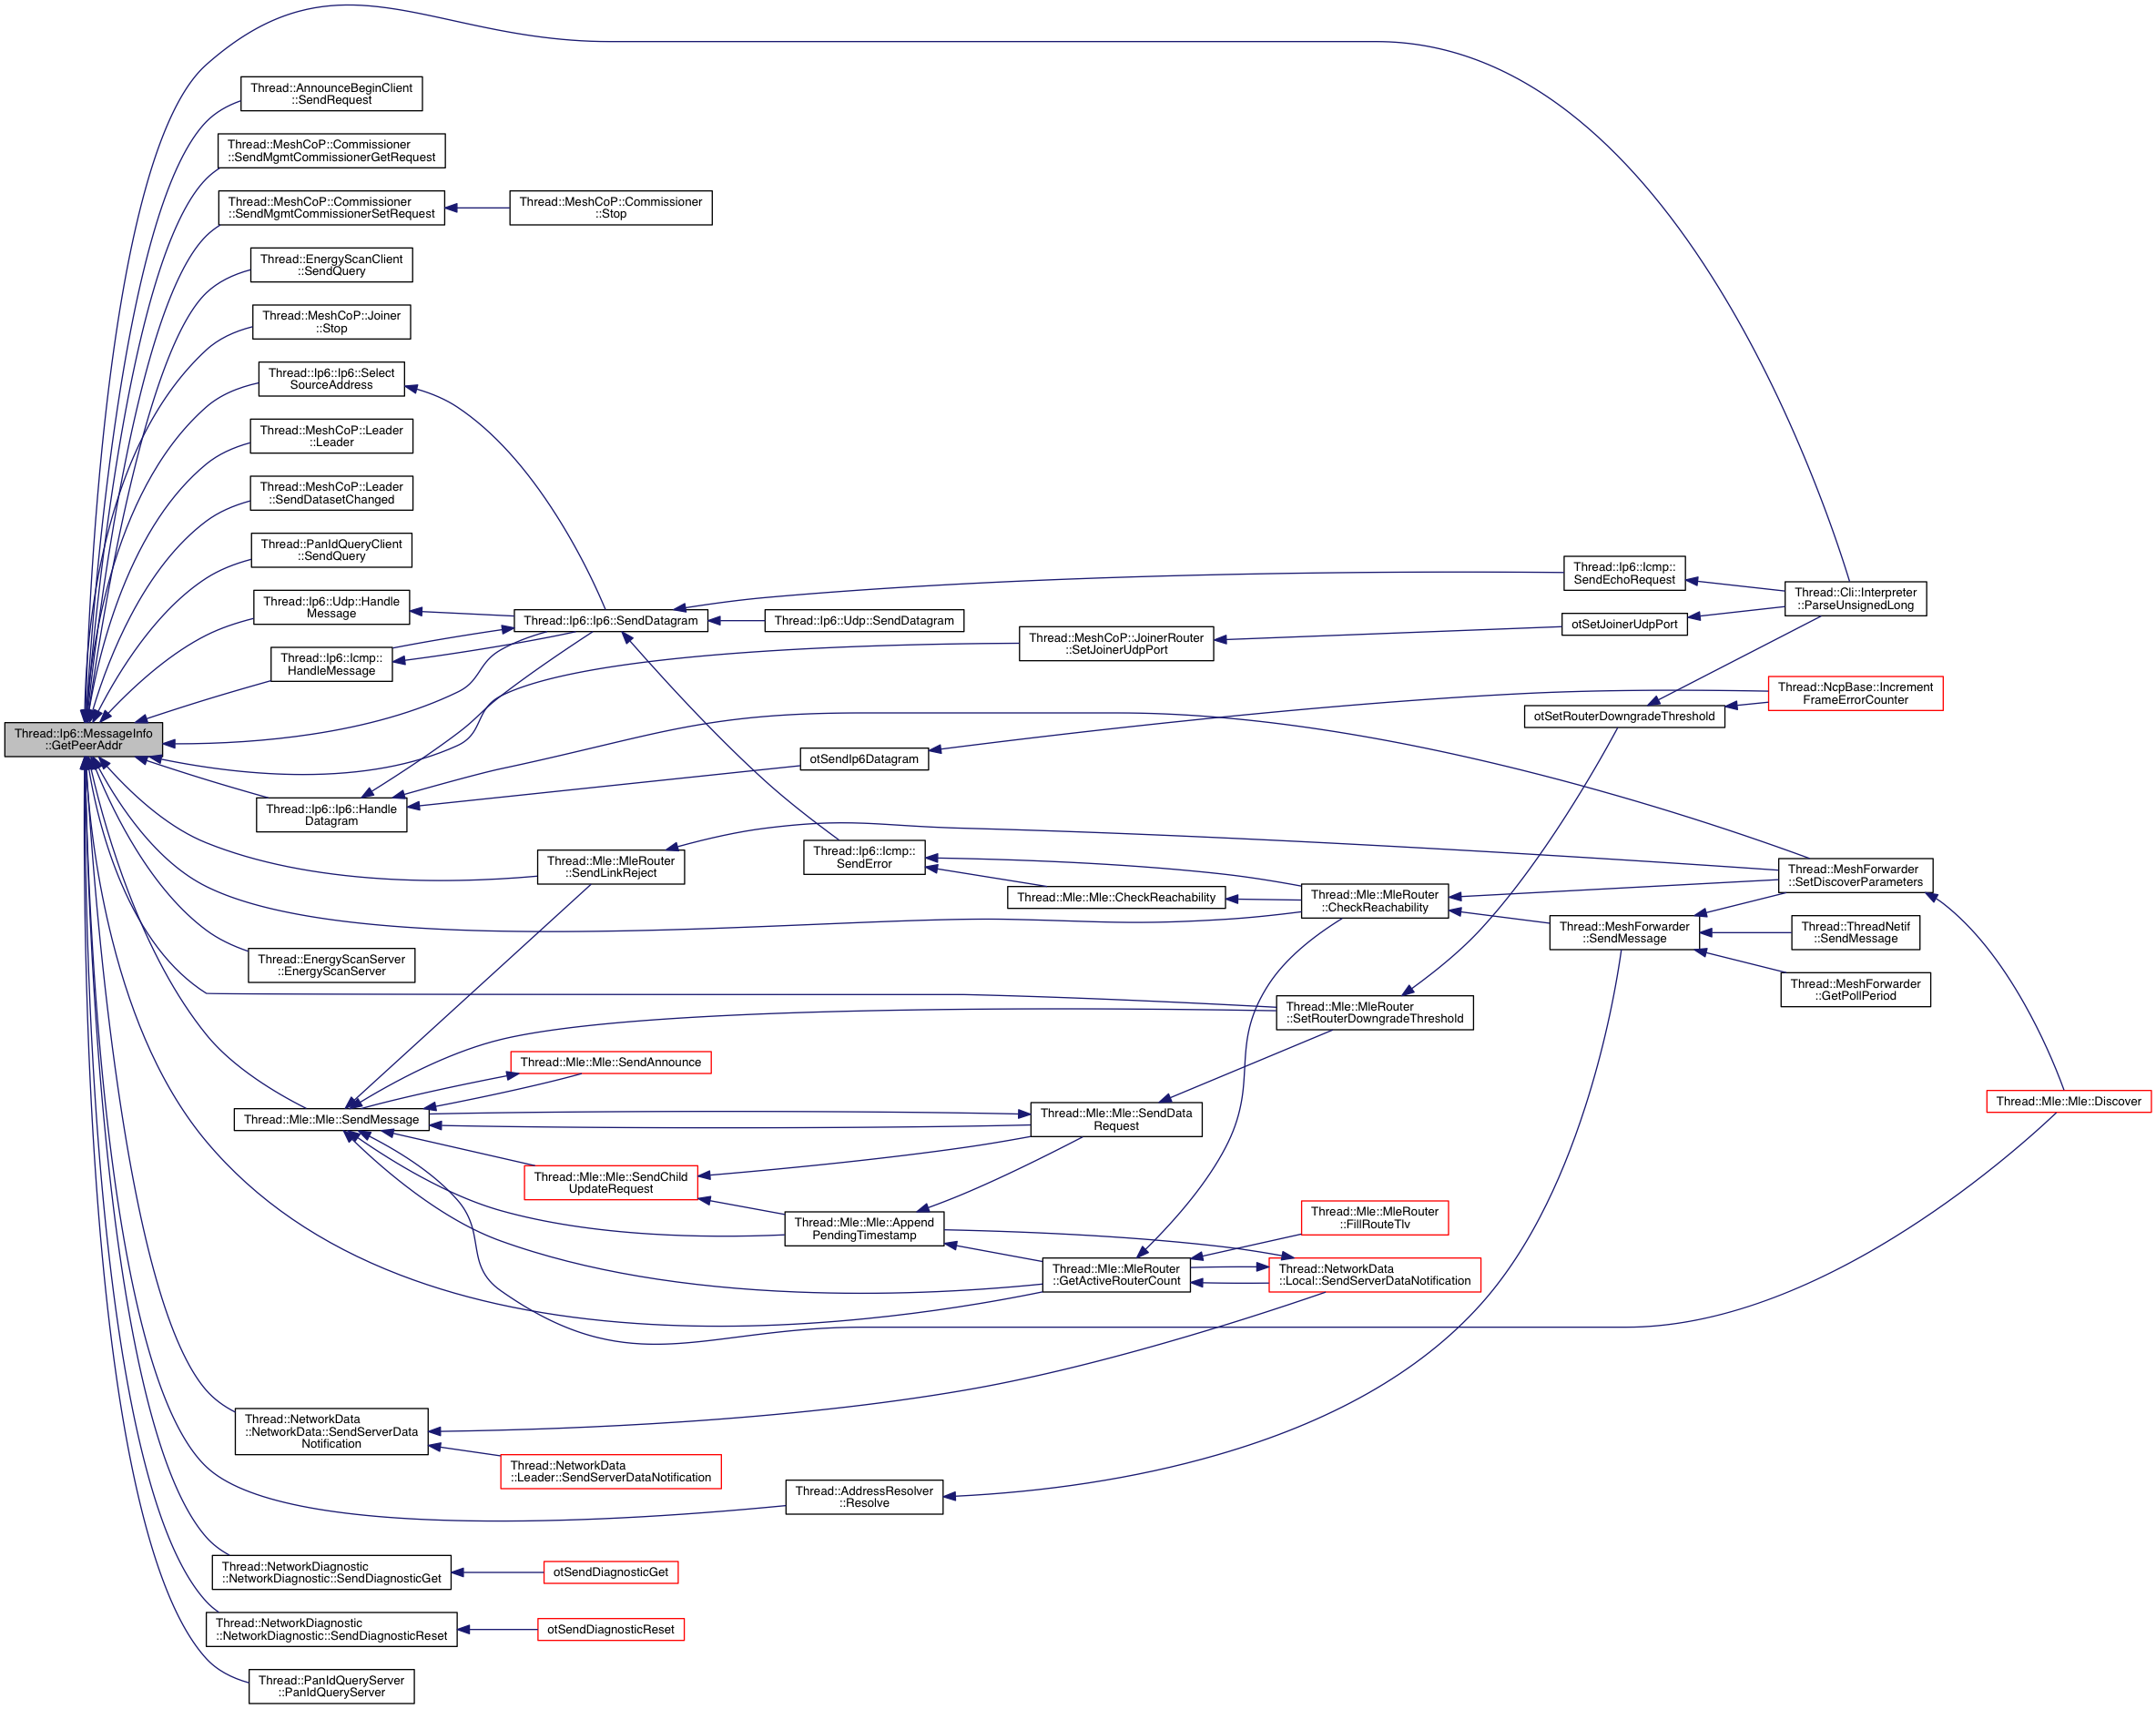 Thread::AnnounceBeginClient
::SendRequest
Thread::MeshCoP::Commissioner
::SendMgmtCommissionerGetRequest
Thread::MeshCoP::Commissioner
::SendMgmtCommissionerSetRequest
Thread::MeshCoP::Commissioner
::Stop
Thread::EnergyScanClient
::SendQuery
Thread::MeshCoP::Joiner
::Stop
Thread::Ip6::Ip6::Select
SourceAddress
Thread::MeshCoP::Leader
::Leader
Thread::MeshCoP::Leader
::SendDatasetChanged
Thread::PanIdQueryClient
::SendQuery
Thread::Ip6::Udp::Handle
Message
Thread::Ip6::Icmp::
HandleMessage
Thread::Ip6::Ip6::SendDatagram
Thread::Ip6::Udp::SendDatagram
Thread::MeshCoP::JoinerRouter
::SetJoinerUdpPort
Thread::Ip6::Icmp::
SendEchoRequest
otSetJoinerUdpPort
Thread::Cli::Interpreter
::ParseUnsignedLong
Thread::NcpBase::Increment
FrameErrorCounter
otSetRouterDowngradeThreshold
Thread::Ip6::MessageInfo
::GetPeerAddr
otSendIp6Datagram
Thread::Ip6::Ip6::Handle
Datagram
Thread::Mle::MleRouter
::SendLinkReject
Thread::Ip6::Icmp::
SendError
Thread::Mle::Mle::CheckReachability
Thread::Mle::MleRouter
::CheckReachability
Thread::MeshForwarder
::SetDiscoverParameters
Thread::MeshForwarder
::SendMessage
Thread::ThreadNetif
::SendMessage
Thread::MeshForwarder
::GetPollPeriod
Thread::EnergyScanServer
::EnergyScanServer
Thread::Mle::MleRouter
::SetRouterDowngradeThreshold
Thread::Mle::Mle::SendAnnounce
Thread::Mle::Mle::Discover
Thread::Mle::Mle::SendMessage
Thread::Mle::Mle::SendData
Request
Thread::Mle::Mle::SendChild
UpdateRequest
Thread::Mle::Mle::Append
PendingTimestamp
Thread::Mle::MleRouter
::FillRouteTlv
Thread::Mle::MleRouter
::GetActiveRouterCount
Thread::NetworkData
::Local::SendServerDataNotification
Thread::NetworkData
::NetworkData::SendServerData
Notification
Thread::NetworkData
::Leader::SendServerDataNotification
Thread::AddressResolver
::Resolve
Thread::NetworkDiagnostic
::NetworkDiagnostic::SendDiagnosticGet
otSendDiagnosticGet
Thread::NetworkDiagnostic
::NetworkDiagnostic::SendDiagnosticReset
otSendDiagnosticReset
Thread::PanIdQueryServer
::PanIdQueryServer